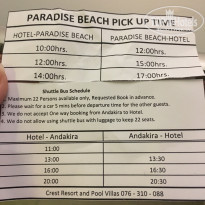 PARADISE BEACH PICK UP TIME
HOTEL-PARADISE BEACH PARADISE BEACH-HOTEL
10:00hrs. 12:00hrs.
12:00hrs. 15:00hrs.
14:00hrs. 17:00hrs.
Shuttle Bus Schedule
Maximum 22 Persons available only, Requested Book in advance.
Please wait for a car 5 mins before departure time for the other guests.
We do not accept One way booking from Andakira to Hotel.
We do not allow using shuttle bus with luggage to keep 22 seats.
Hotel - Andakira Andakira - Hotel
11:00
13:00 13:30
16:00 16:30
20:00 20:30
Crest Resort and Pool Villas 076 - 310 - 088